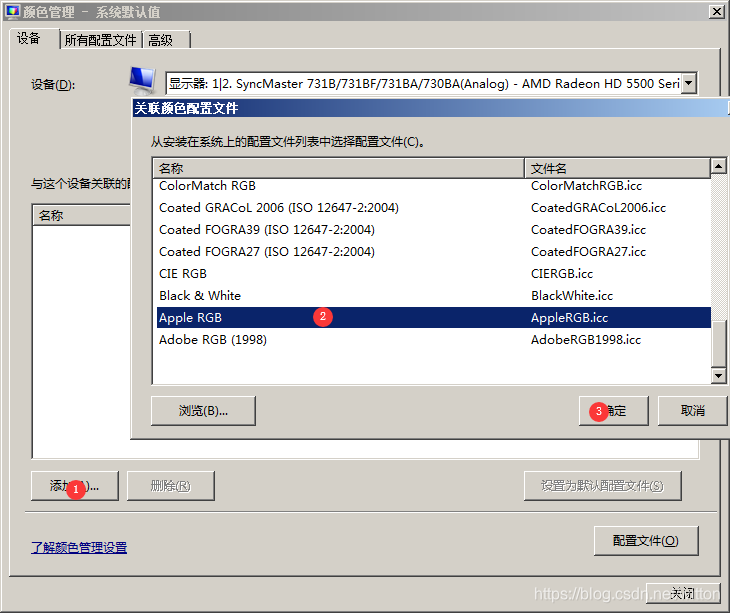 颜色管理 - 系统默认值
设备 所有配置文件 高级
设备(D): 显示器: 1|2. SyncMaster 731B/731BF/731BA/730BA(Analog) - AMD Radeon HD 5500 Seri
关联颜色配置文件
从安装在系统上的配置文件列表中选择配置文件(C)。
与这个设备关联的
名称
名称 文件名
ColorMatch RGB ColorMatchRGB.icc
Coated GRACoL 2006 (ISO 12647-2:2004) CoatedGRACoL2006.icc
Coated FOGRA39 (ISO 12647-2:2004) CoatedFOGRA39.icc
Coated FOGRA27 (ISO 12647-2:2004) CoatedFOGRA27.icc
CIE RGB CIERGB.icc
Black & White BlackWhite.icc
Apple RGB 2 AppleRGB.icc
Adobe RGB (1998) AdobeRGB1998.icc
浏览(B)... 3 定 取消
添 1 )... 删除(R) 设置为默认配置文件(S)
了解颜色管理设置 配置文件(O)
关闭
https://blog.csdn.net/